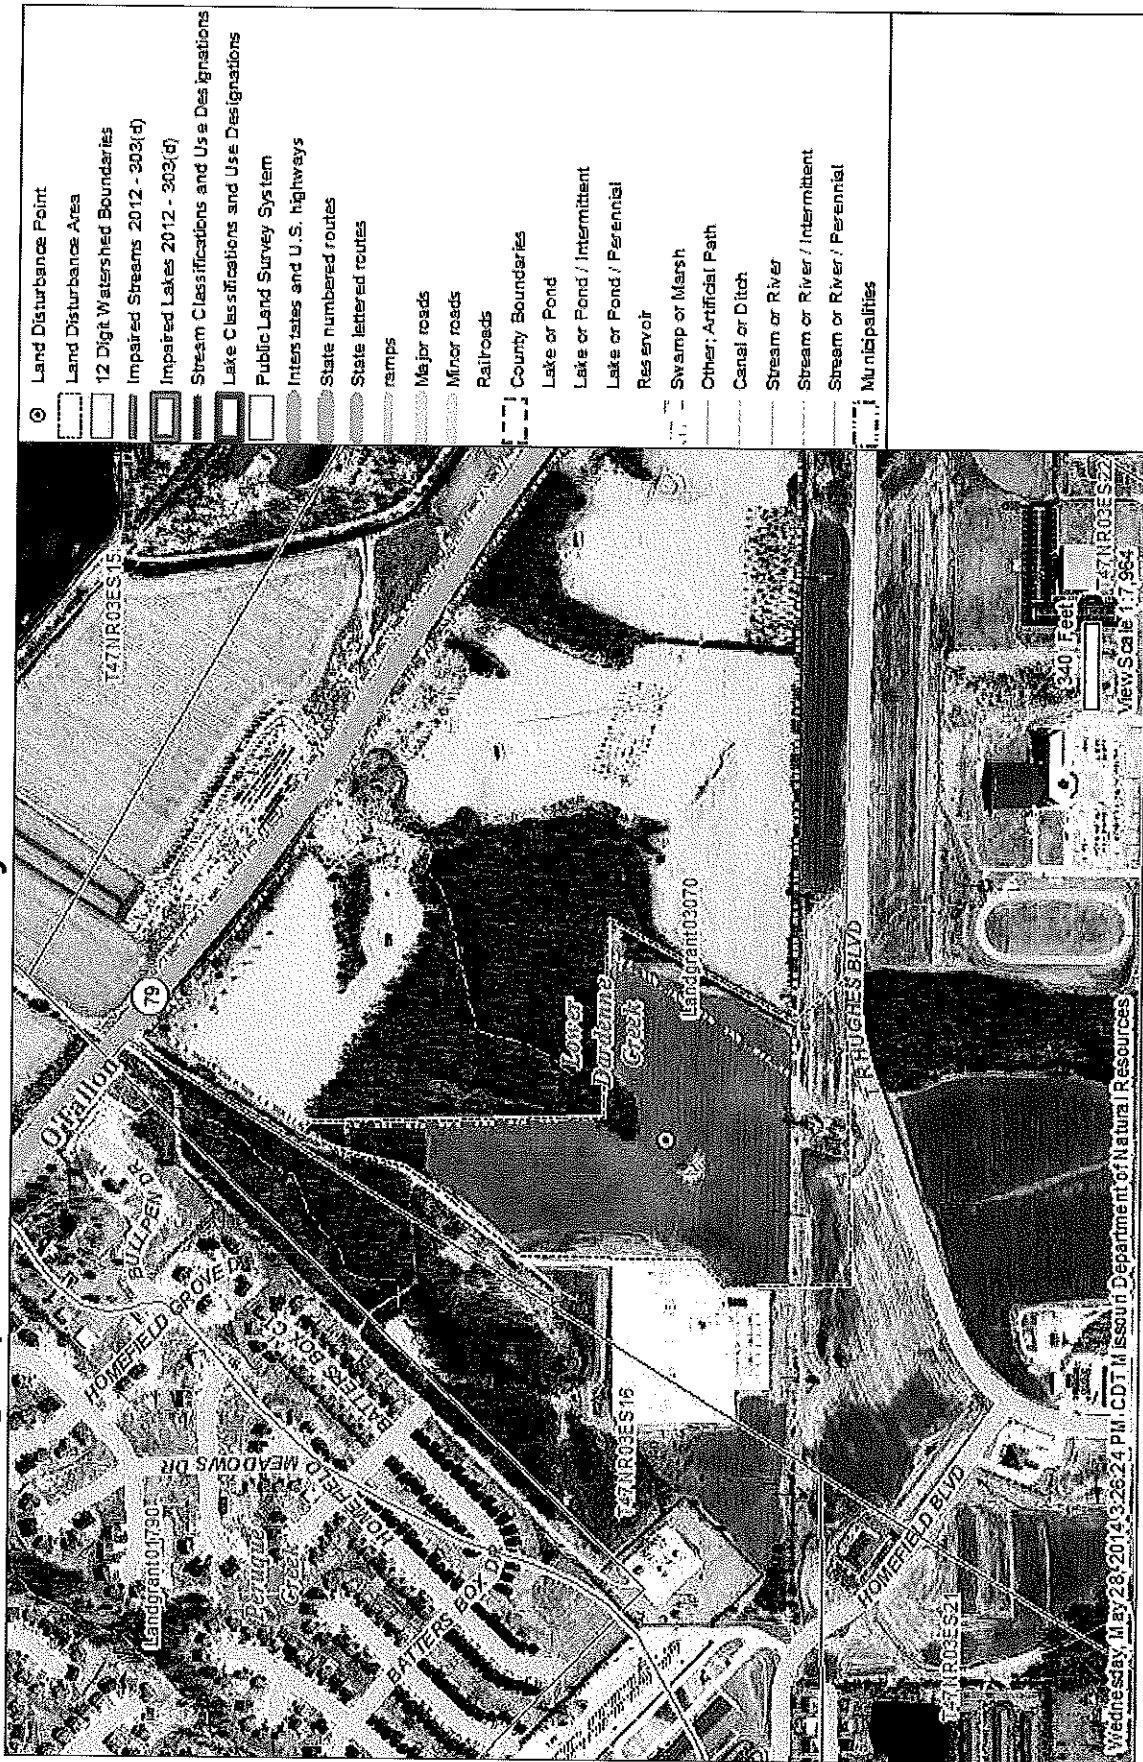 Land Disturbance Point
Land Disturbance Area
12 Digit Watershed Boundaries
Impaired Streams 2012 - 303(d)
Impaired Lakes 2012 - 303(d)
Stream Classifications and Use Designations
Lake Classifications and Use Designations
Public Land Survey System
Interstates and U.S. highways
State numbered routes
State lettered routes
ramps
Major roads
Minor roads
Railroads
County Boundaries
Lake or Pond
Lake or Pond / Intermittent
Lake or Pond / Perennial
Reservoir
Swamp or Marsh
Other; Artificial Path
Canal or Ditch
Stream or River
Stream or River / Intermittent
Stream or River / Perennial
Municipalities
T47NR03ES15
79
O'Fallon
BULLPEN DR
HOMEFIELD GROVE DR
BATTERS BOX CT
MEADOWS DR
HOMEFIELD
Landgrant01790
Peruque
Creek
BATTERS BOX DR
Lower
Dardenne
Creek
Landgrant03070
T47NR03ES16
T R HUGHES BLVD
HOMEFIELD BLVD
T47NR03ES21
T47NR03ES22
340 Feet
View Scale 1:7,964
Wednesday, May 28, 2014 3:26:24 PM CDT Missouri Department of Natural Resources